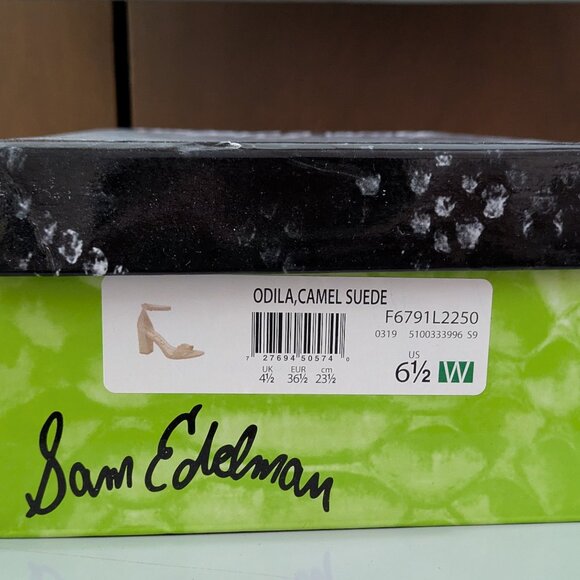 ODILA,CAMEL SUEDE
F6791L2250
0319 5100333996 S9
7 27694 50574 0
UK EUR cm
4½ 36½ 23½
US
6½ W
Sam Edelman